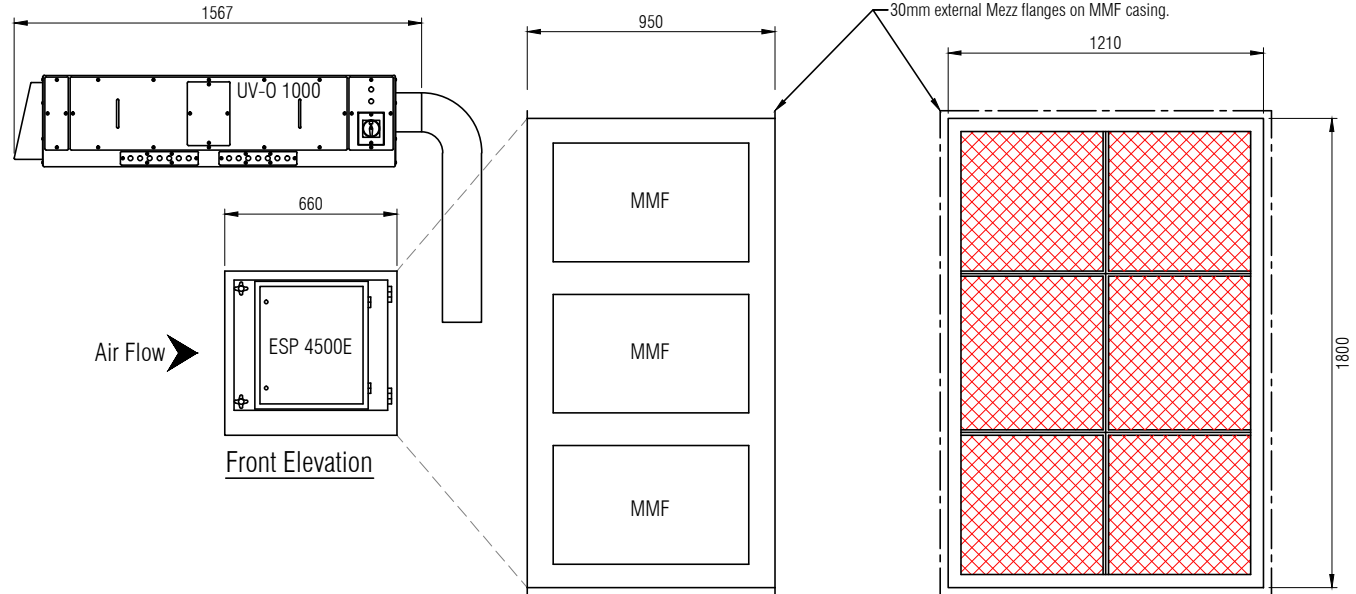 1567
950
30mm external Mezz flanges on MMF casing.
1210
UV-O 1000
660
MMF
Air Flow
ESP 4500E
MMF
1800
Front Elevation
MMF